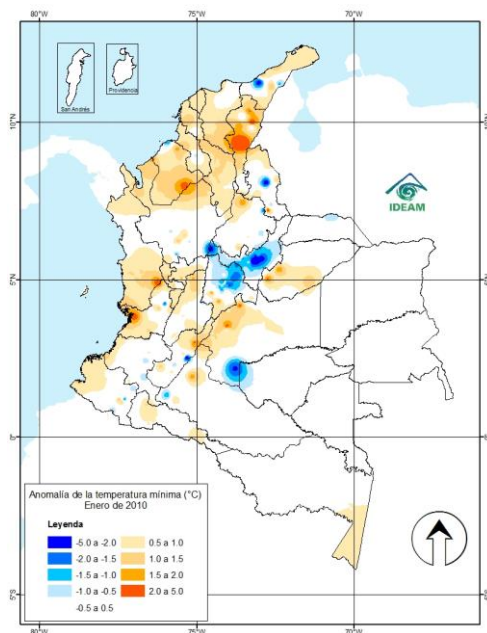 80°W 75°W 70°W
San Andrés
Providencia
10°N 10°N
IDEAM
5°N
Anomalía de la temperatura mínima (°C)
Enero de 2010
Leyenda
-5.0 a -2.0 0.5 a 1.0
-2.0 a -1.5 1.0 a 1.5
-1.5 a -1.0 1.5 a 2.0
-1.0 a -0.5 2.0 a 5.0
-0.5 a 0.5
5°S 5°S
80°W 75°W 70°W